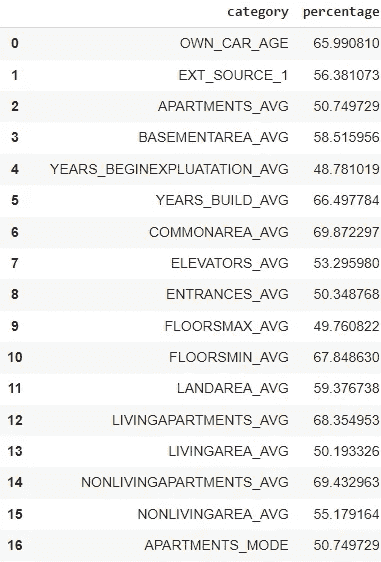 category percentage
0 OWN_CAR_AGE 65.990810
1 EXT_SOURCE_1 56.381073
2 APARTMENTS_AVG 50.749729
3 BASEMENTAREA_AVG 58.515956
4 YEARS_BEGINEXPLUATATION_AVG 48.781019
5 YEARS_BUILD_AVG 66.497784
6 COMMONAREA_AVG 69.872297
7 ELEVATORS_AVG 53.295980
8 ENTRANCES_AVG 50.348768
9 FLOORSMAX_AVG 49.760822
10 FLOORSMIN_AVG 67.848630
11 LANDAREA_AVG 59.376738
12 LIVINGAPARTMENTS_AVG 68.354953
13 LIVINGAREA_AVG 50.193326
14 NONLIVINGAPARTMENTS_AVG 69.432963
15 NONLIVINGAREA_AVG 55.179164
16 APARTMENTS_MODE 50.749729